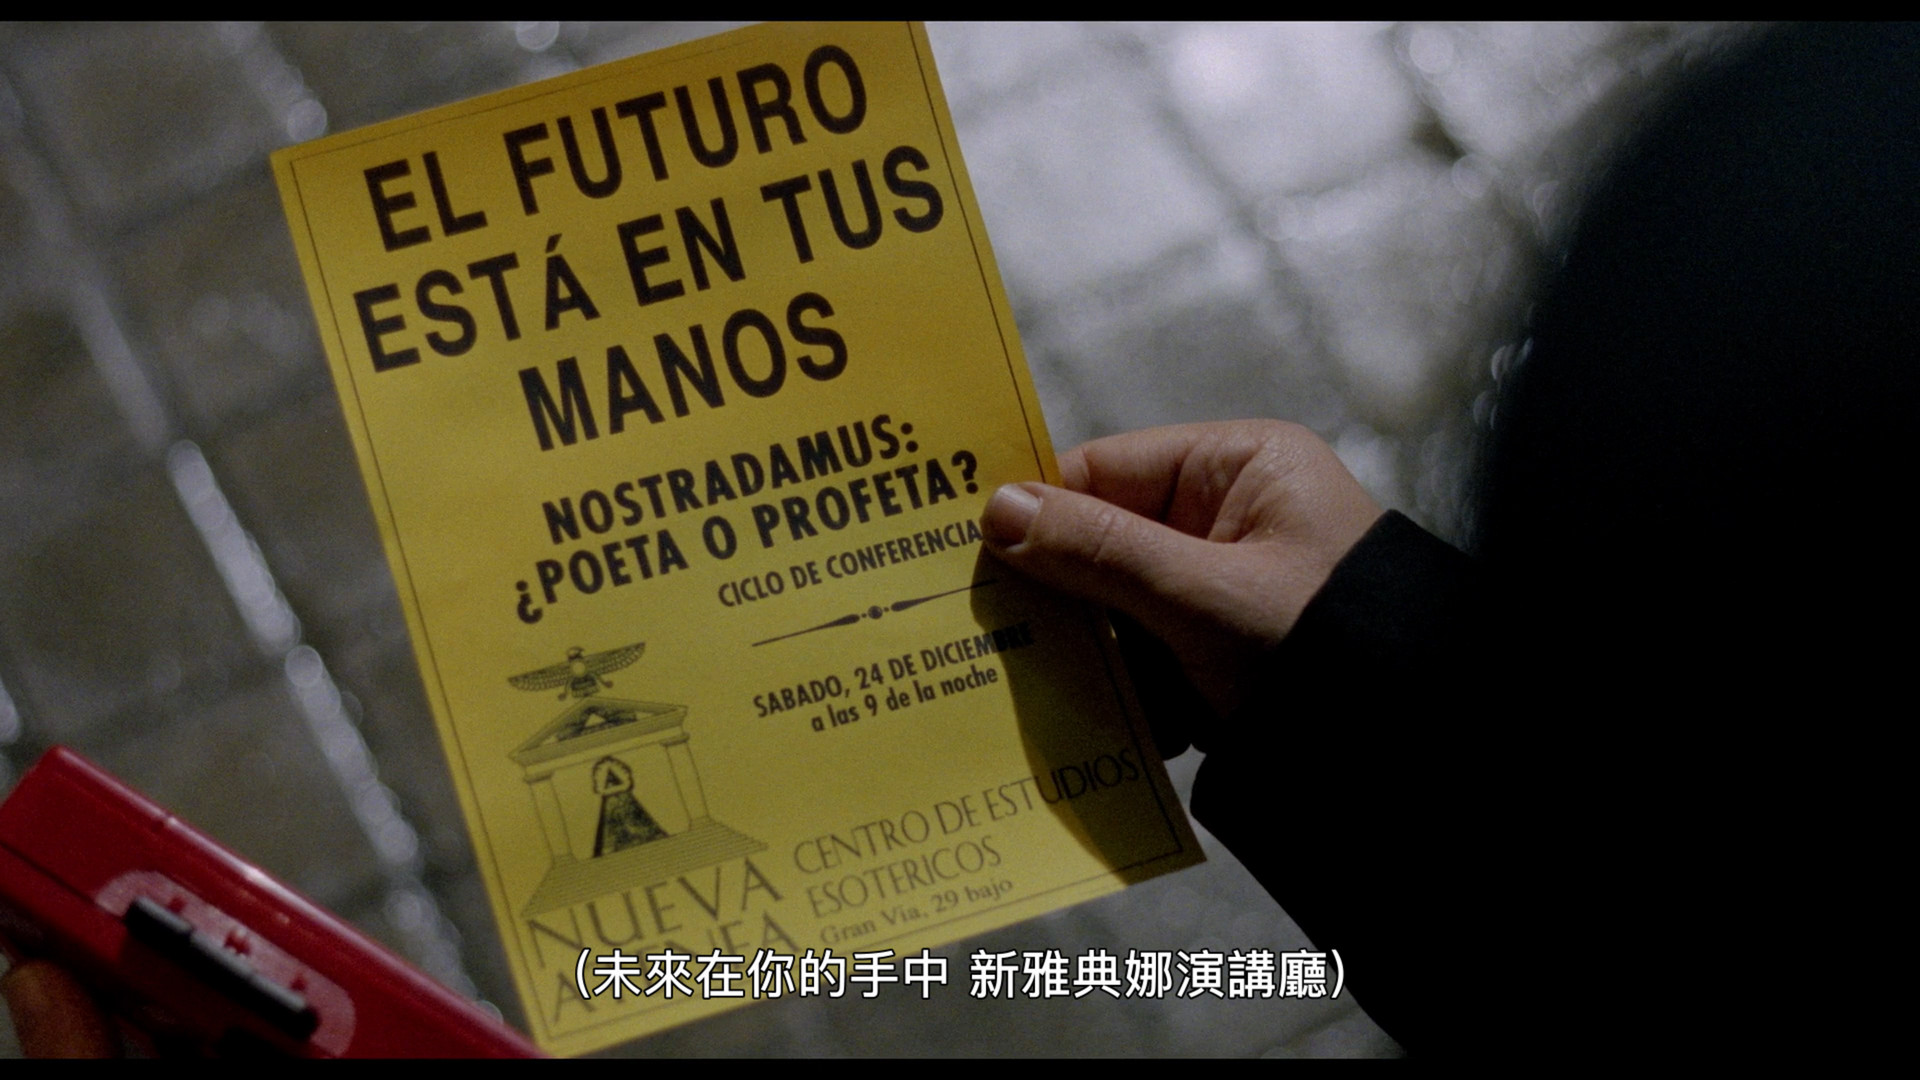 EL FUTURO
ESTÁ EN TUS
MANOS
NOSTRADAMUS:
¿POETA O PROFETA?
CICLO DE CONFERENCIA
SABADO, 24 DE DICIEMBRE
a las 9 de la noche
CENTRO DE ESTUDIOS
ESOTERICOS
Gran Via, 29 bajo
NUEVA
(未來在你的手中 新雅典娜演講廳)